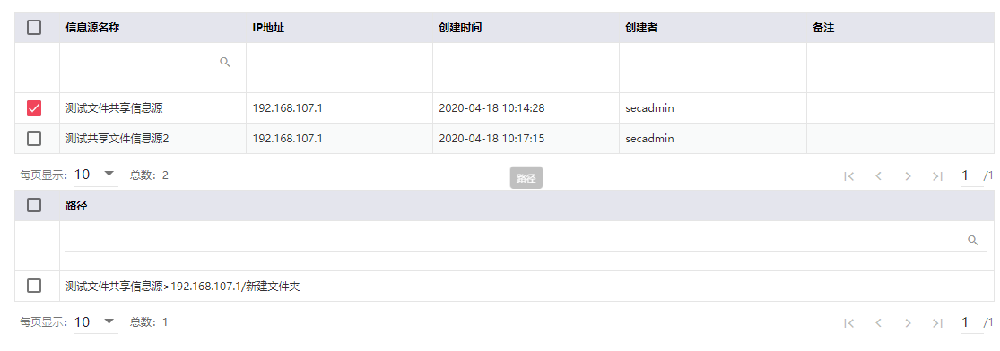 信息源名称 IP地址 创建时间 创建者 备注
测试文件共享信息源 192.168.107.1 2020-04-18 10:14:28 secadmin
测试共享文件信息源2 192.168.107.1 2020-04-18 10:17:15 secadmin
每页显示: 10 总数: 2 路径 1 /1
路径
测试文件共享信息源>192.168.107.1/新建文件夹
每页显示: 10 总数: 1 1 /1